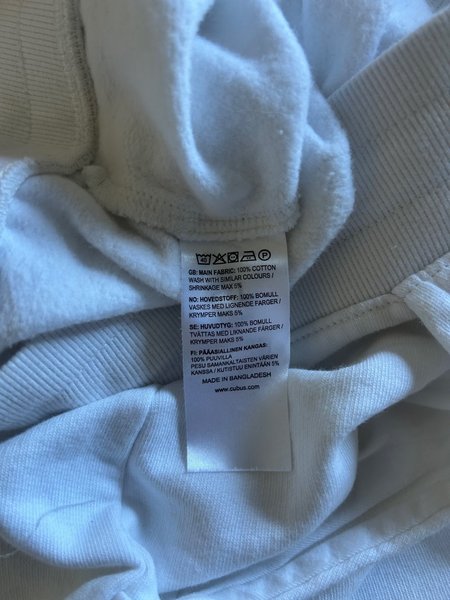 40 P
GB: MAIN FABRIC: 100% COTTON
WASH WITH SIMILAR COLOURS /
SHRINKAGE MAX 5%
NO: HOVEDSTOFF: 100% BOMULL
VASKES MED LIGNENDE FARGER /
KRYMPER MAKS 5%
SE: HUVUDTYG: 100% BOMULL
TVÄTTAS MED LIKNANDE FÄRGER /
KRYMPER MAKS 5%
FI: PÄÄASIALLINEN KANGAS:
100% PUUVILLA
PESU SAMANKALTAISTEN VÄRIEN
KANSSA / KUTISTUU ENINTÄÄN 5%
MADE IN BANGLADESH
www.cubus.com